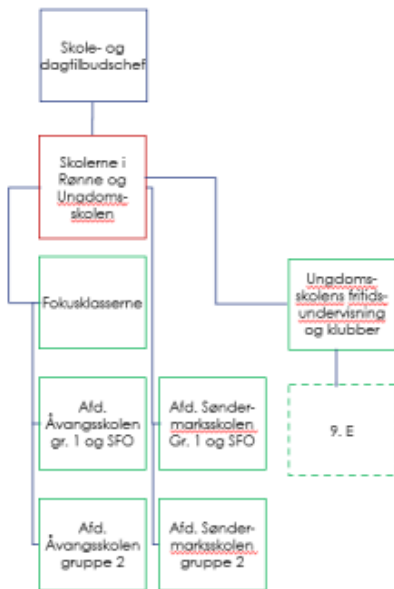 Skole- og
dagtilbudschef
Skolerne i
Rønne og
Ungdoms-
skolen
Fokusklasserne
Ungdoms-
skolens fritids-
undervisning
og klubber
Afd.
Åvangsskolen
gr. 1 og SFO
Afd. Sønder-
marksskolen
Gr. 1 og SFO
9. E
Afd.
Åvangsskolen
gruppe 2
Afd. Sønder-
marksskolen
gruppe 2